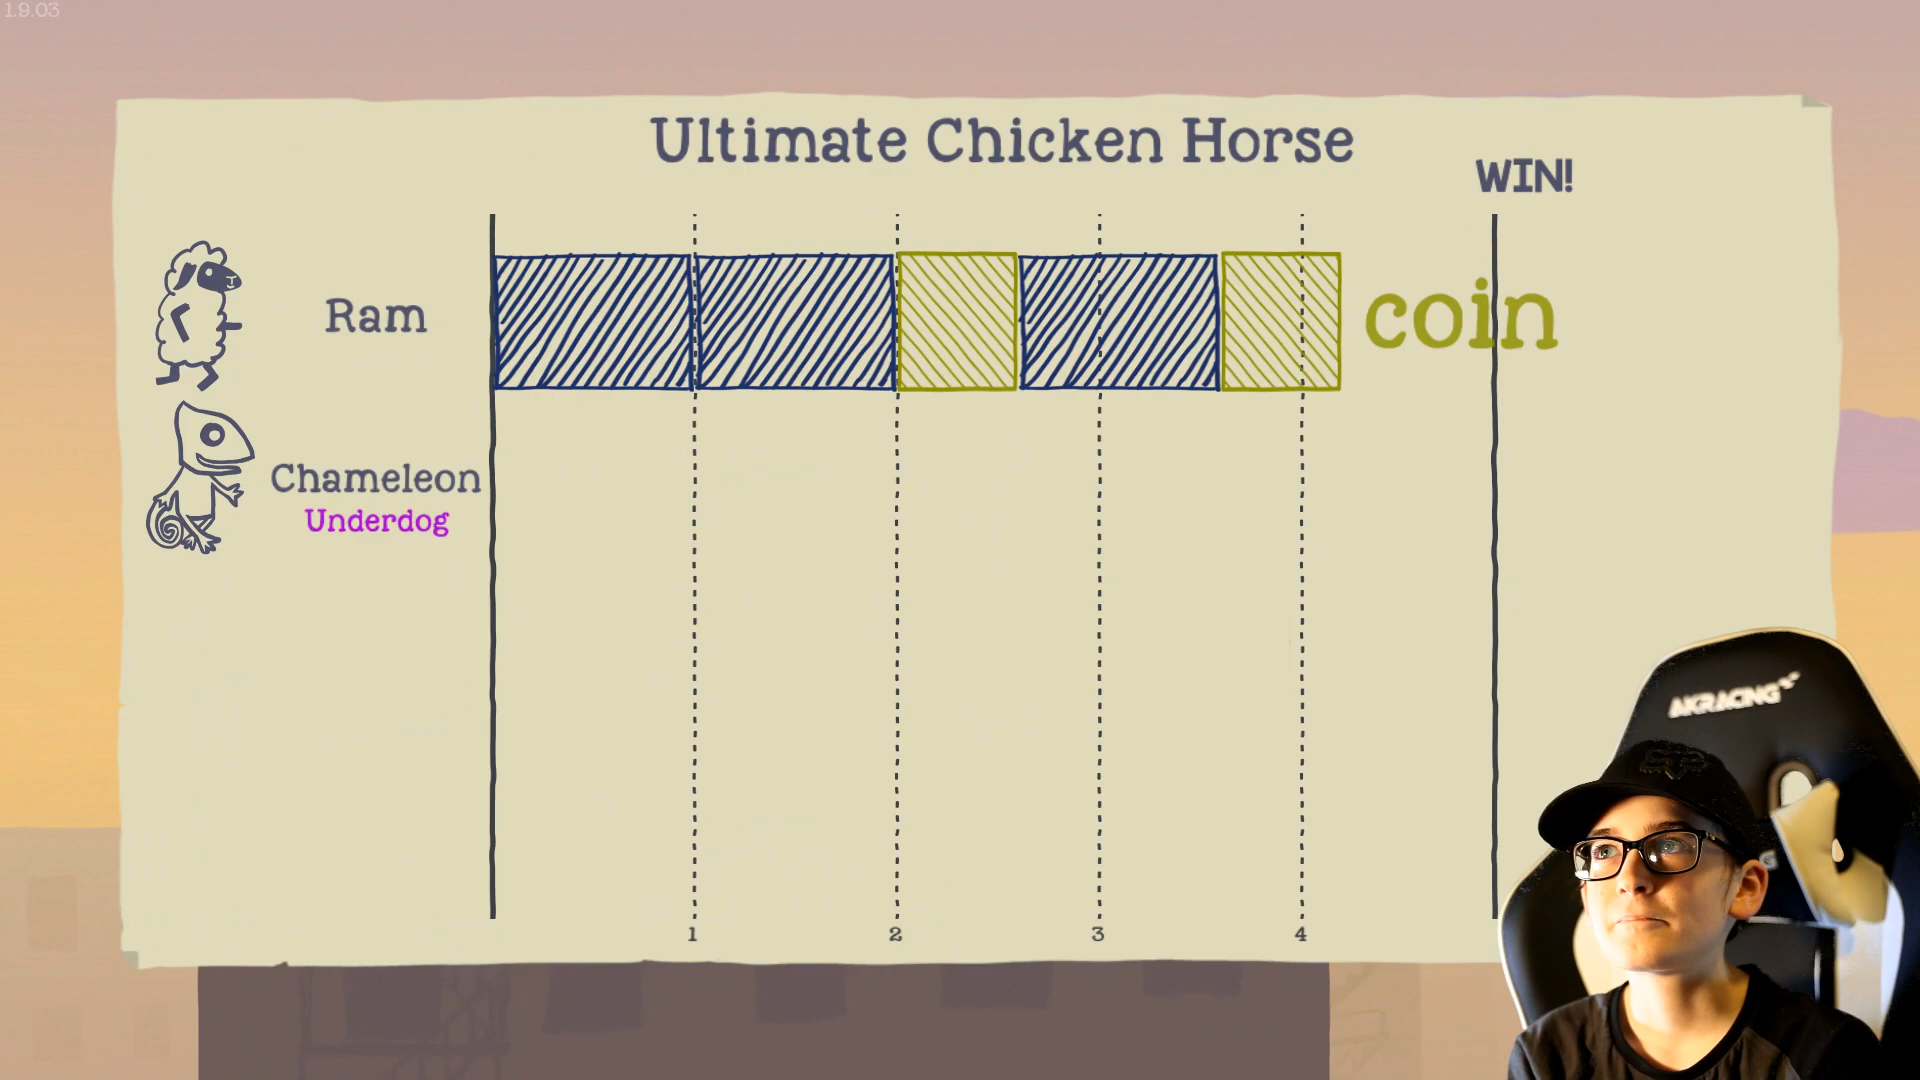 1.9.03
Ultimate Chicken Horse
WIN!
Ram
coin
Chameleon
Underdog
1 2 3 4
AKRACING